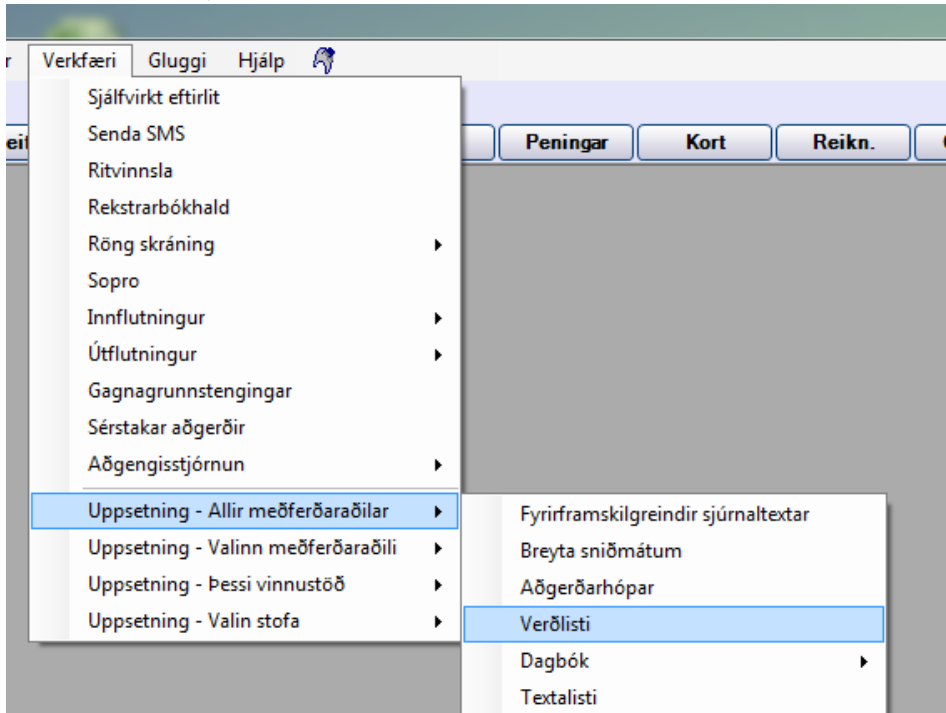 Verkfæri Gluggi Hjálp
Sjálfvirkt eftirlit
Senda SMS
Peningar Kort Reikn.
Ritvinnsla
Rekstrarbókhald
Röng skráning
Sopro
Innflutningur
Útflutningur
Gagnagrunnstengingar
Sérstakar aðgerðir
Aðgengisstjórnun
Uppsetning - Allir meðferðaraðilar
Uppsetning - Valinn meðferðaraðili
Uppsetning - Þessi vinnustöð
Uppsetning - Valin stofa
Fyrirframskilgreindir sjúrnaltextar
Breyta sniðmátum
Aðgerðarhópar
Verðlisti
Dagbók
Textalisti